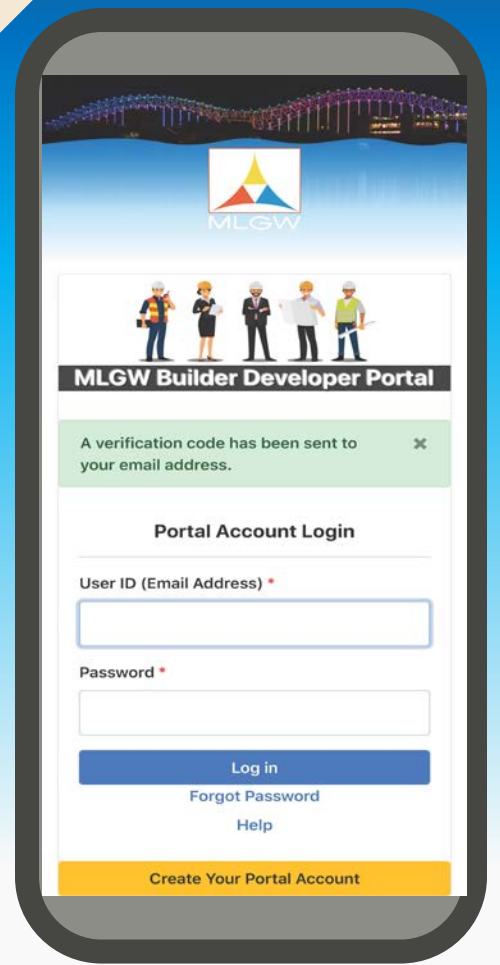 MLGW
MLGW Builder Developer Portal
A verification code has been sent to
your email address.
×
Portal Account Login
User ID (Email Address) *
Password *
Log in
Forgot Password
Help
Create Your Portal Account